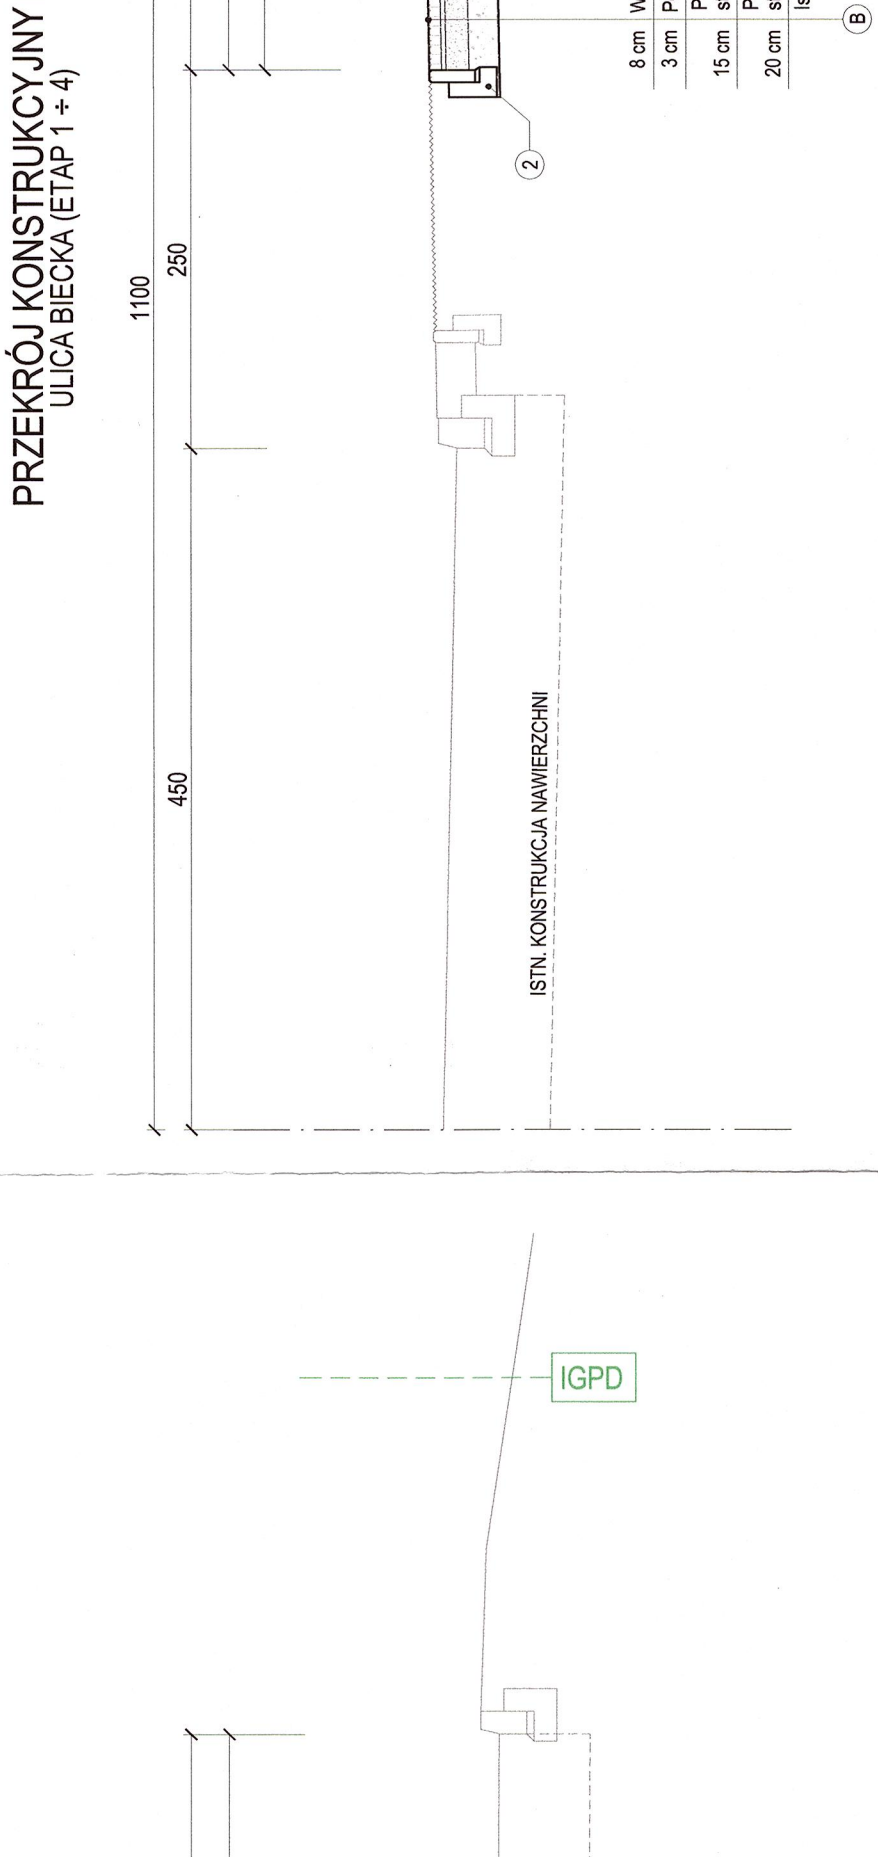 PRZEKRÓJ KONSTRUKCYJNY
ULICA BIECKA (ETAP 1 ÷ 4)
1100
250
450
2
ISTN. KONSTRUKCJA NAWIERZCHNI
8 cm
3 cm
15 cm
20 cm
B
IGPD